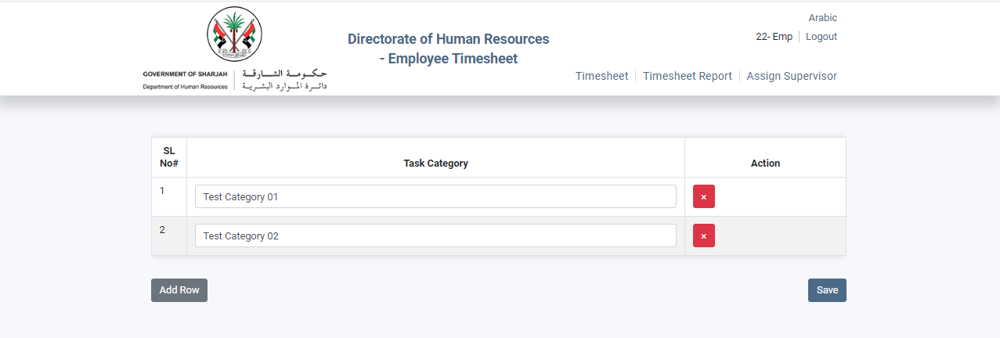 Arabic
22- Emp
Logout
Directorate of Human Resources
- Employee Timesheet
GOVERNMENT OF SHARJAH
Department of Human Resources
حكومة الشارقة
دائرة الموارد البشرية
Timesheet
Timesheet Report
Assign Supervisor
SL No#
Task Category
Action
1
Test Category 01
×
2
Test Category 02
×
Add Row
Save